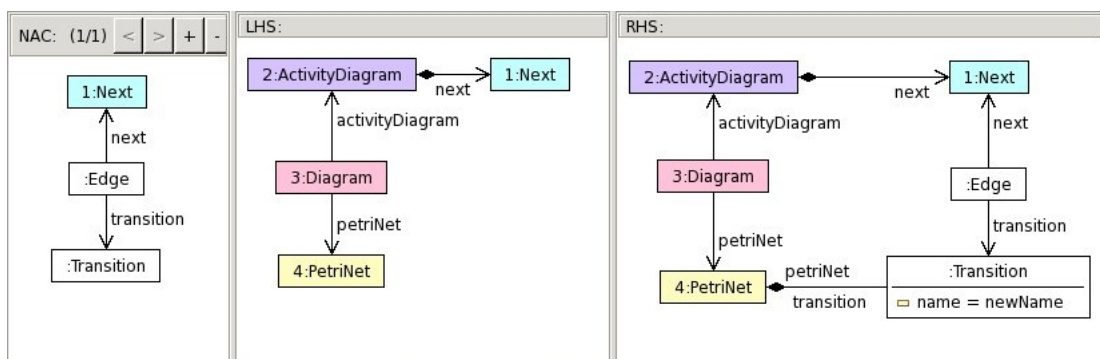 NAC: (1/1) < > + -
1:Next
next
:Edge
transition
:Transition
LHS:
2:ActivityDiagram
1:Next
next
activityDiagram
3:Diagram
petriNet
4:PetriNet
RHS:
2:ActivityDiagram
1:Next
next
activityDiagram
next
3:Diagram
:Edge
transition
petriNet
petriNet
:Transition
4:PetriNet
transition
name = newName